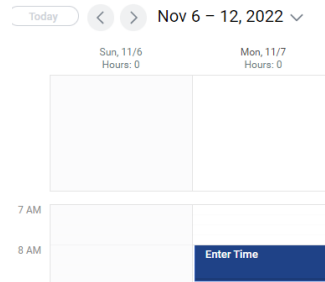 Today
Nov 6 – 12, 2022
Sun, 11/6
Hours: 0
Mon, 11/7
Hours: 0
7 AM
8 AM
Enter Time